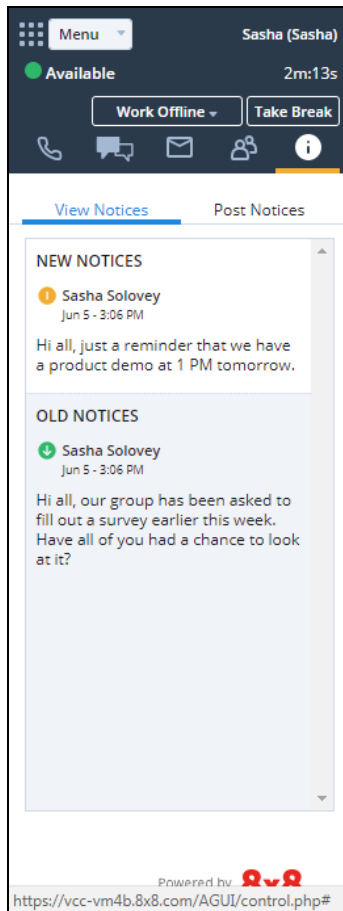 Menu
Sasha (Sasha)
Available
2m:13s
Work Offline
Take Break
View Notices
Post Notices
NEW NOTICES
Sasha Solovey
Jun 5 - 3:06 PM
Hi all, just a reminder that we have
a product demo at 1 PM tomorrow.
OLD NOTICES
Sasha Solovey
Jun 5 - 3:06 PM
Hi all, our group has been asked to
fill out a survey earlier this week.
Have all of you had a chance to look
at it?
Powered by 8x8
https://vcc-vm4b.8x8.com/AGUI/control.php#